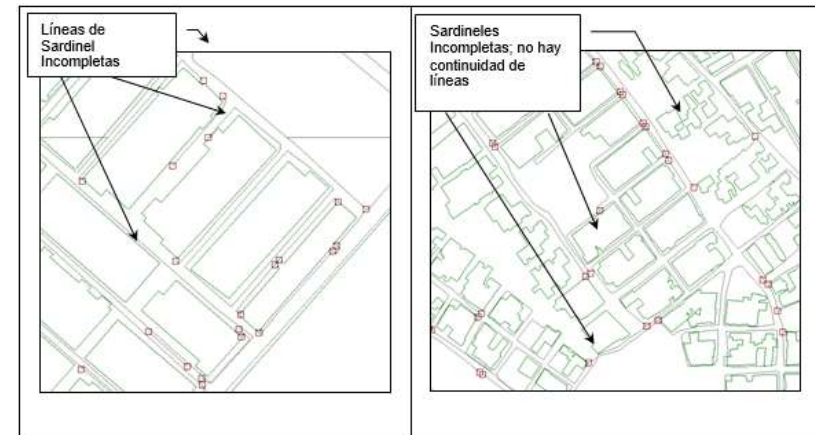 Líneas de
Sardinel
Incompletas
Sardineles
Incompletas; no hay
continuidad de
líneas